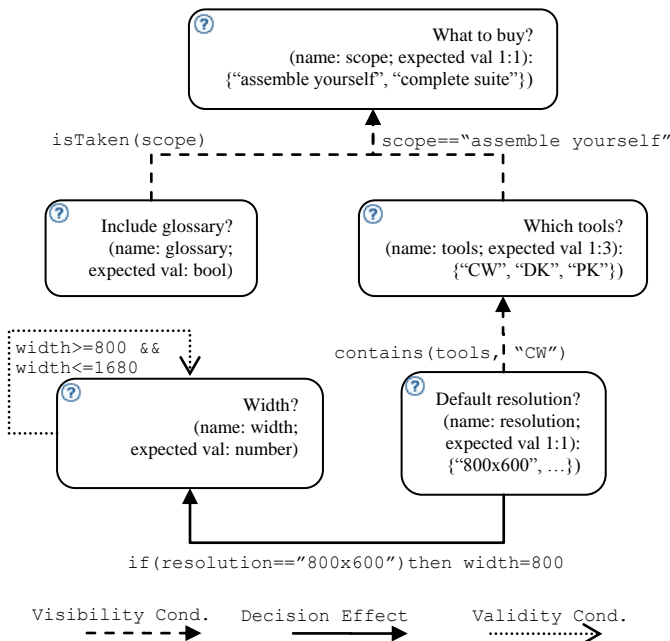 What to buy?
(name: scope; expected val 1:1):
{“assemble yourself”, “complete suite”})
isTaken(scope)
scope==”assemble yourself”
Include glossary?
(name: glossary;
expected val: bool)
Which tools?
(name: tools; expected val 1:3):
{“CW”, “DK”, “PK”})
width>=800 &&
width<=1680
contains(tools, “CW”)
Width?
(name: width;
expected val: number)
Default resolution?
(name: resolution;
expected val 1:1):
{“800x600”, …})
if(resolution==”800x600”)then width=800
Visibility Cond.
Decision Effect
Validity Cond.